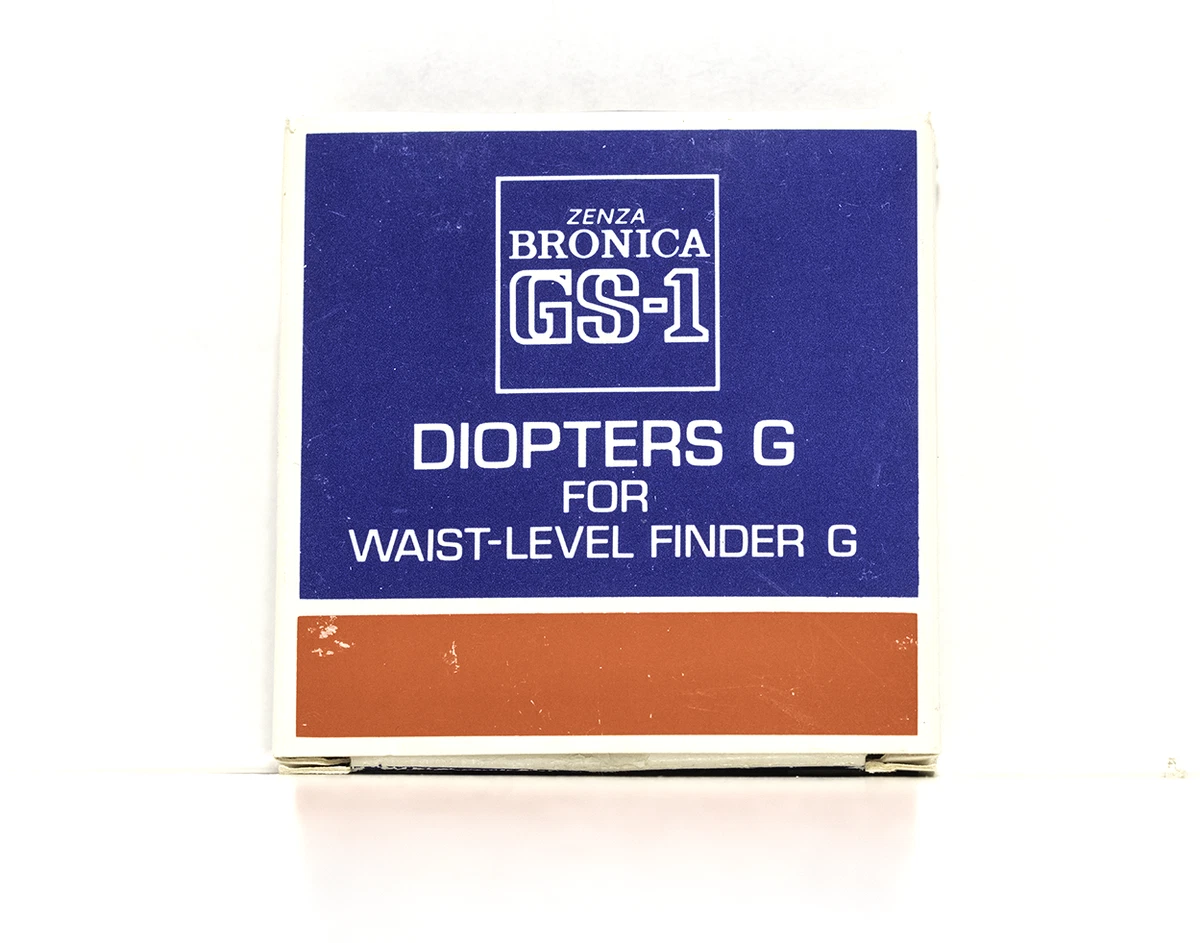 ZENZA
BRONICA
GS-1
DIOPTERS G
FOR
WAIST-LEVEL FINDER G